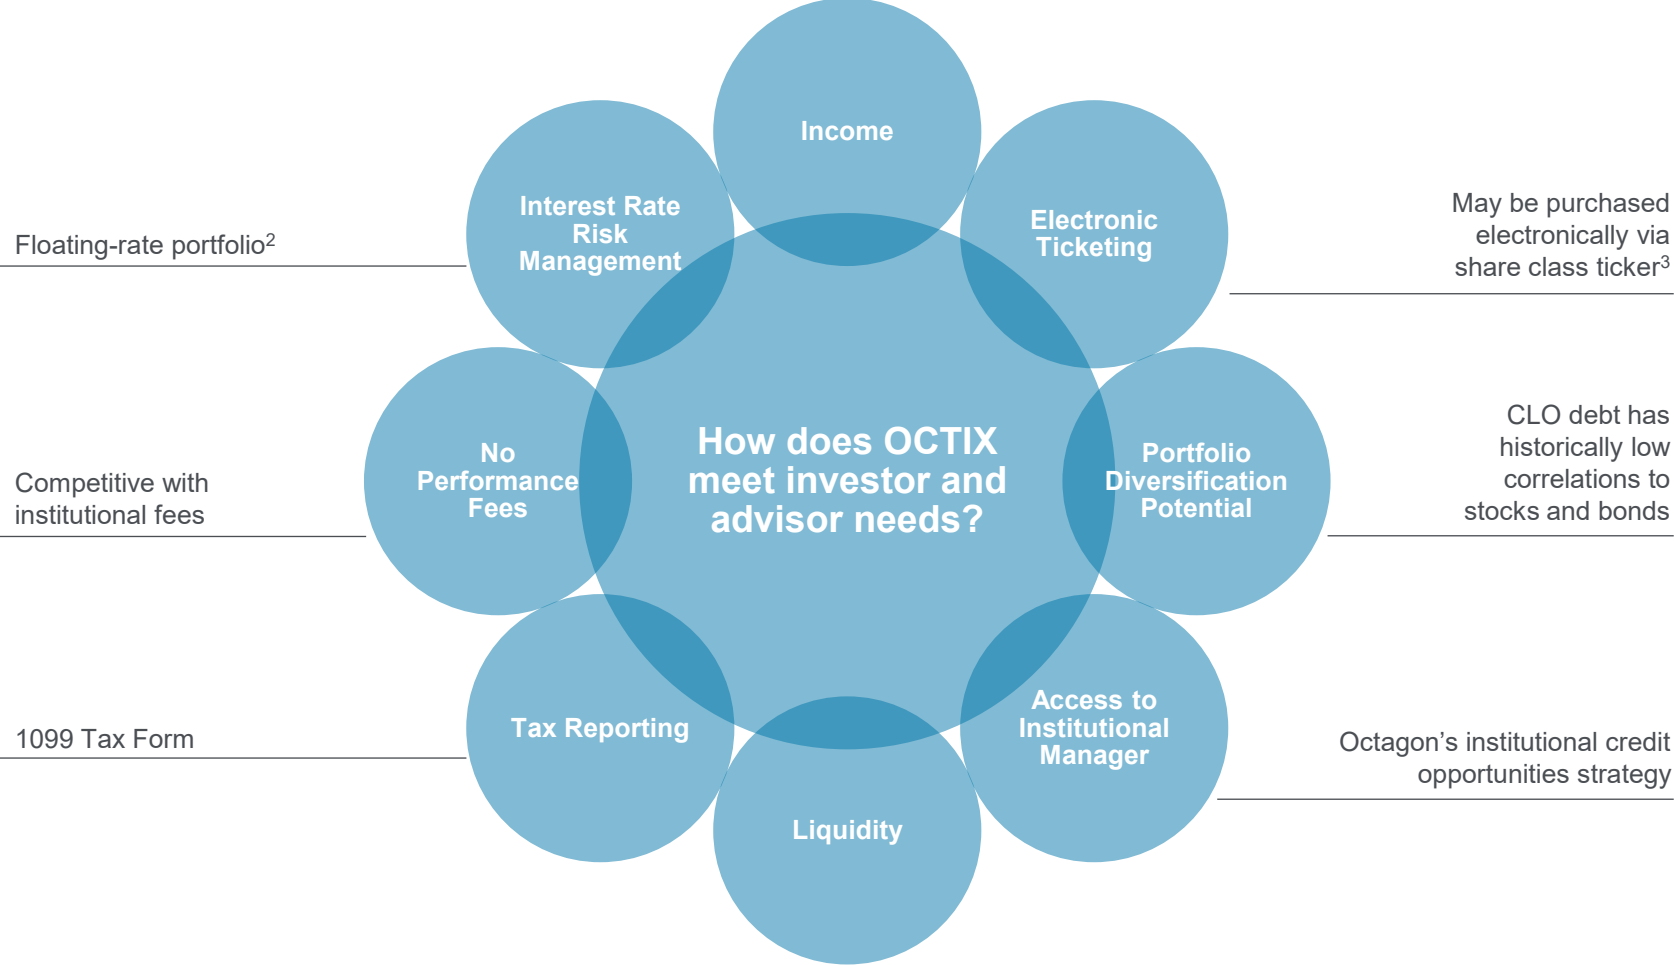 Income
Interest Rate
Risk
Management
Electronic
Ticketing
Floating-rate portfolio²
May be purchased
electronically via
share class ticker³
No
Performance
Fees
How does OCTIX
meet investor and
advisor needs?
Portfolio
Diversification
Potential
Competitive with
institutional fees
CLO debt has
historically low
correlations to
stocks and bonds
Tax Reporting
Access to
Institutional
Manager
1099 Tax Form
Octagon’s institutional credit
opportunities strategy
Liquidity